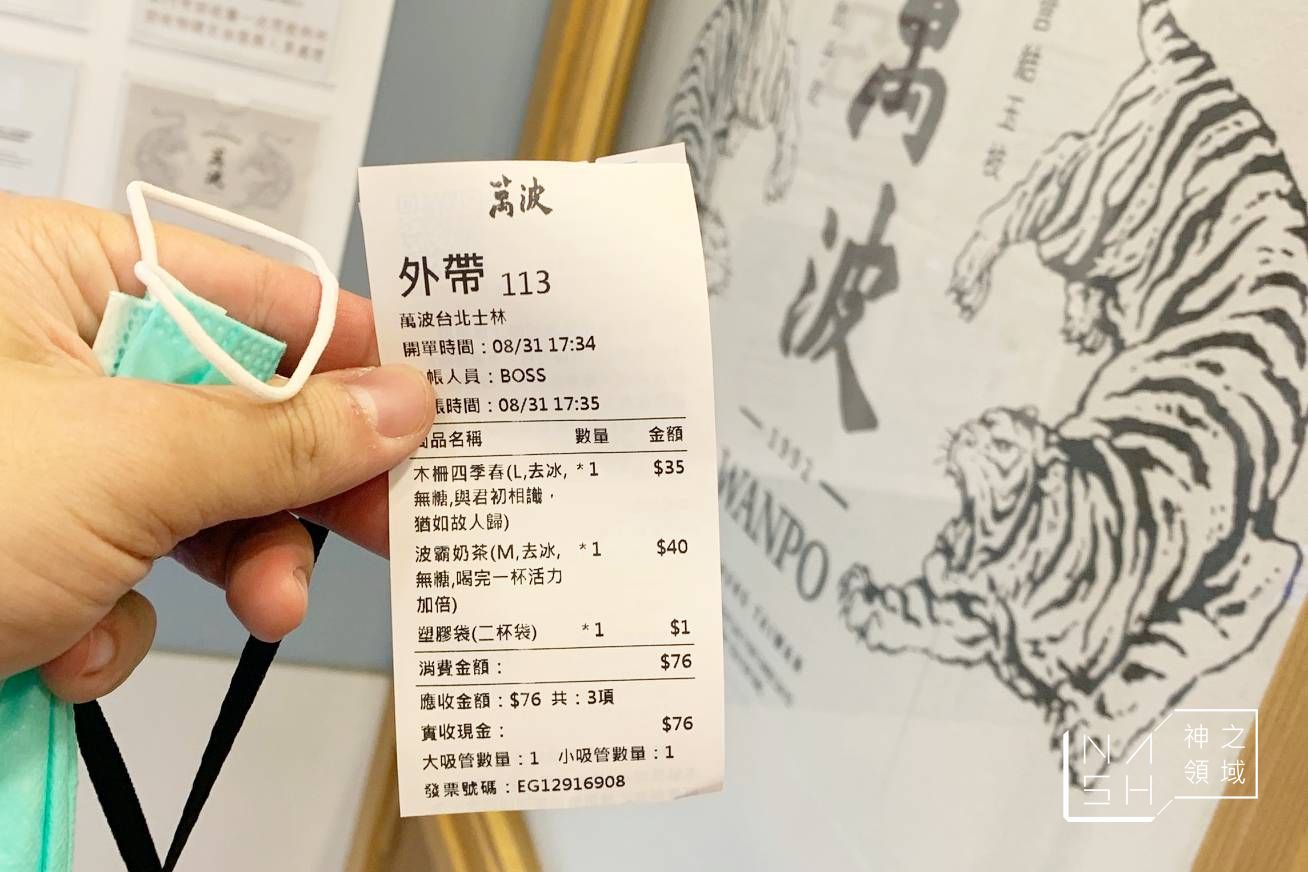 萬波
外帶 113
萬波台北士林
開單時間：08/31 17:34
帳人員：BOSS
帳時間：08/31 17:35
品名稱 數量 金額
木柵四季春(L,去冰, *1 $35
無糖,與君初相識，
猶如故人歸)
波霸奶茶(M,去冰, *1 $40
無糖,喝完一杯活力
加倍)
塑膠袋(二杯袋) *1 $1
消費金額： $76
應收金額：$76 共：3項
實收現金： $76
大吸管數量：1 小吸管數量：1
發票號碼：EG12916908
萬波
1992
WANPO
萬波
NASH
神之
領域